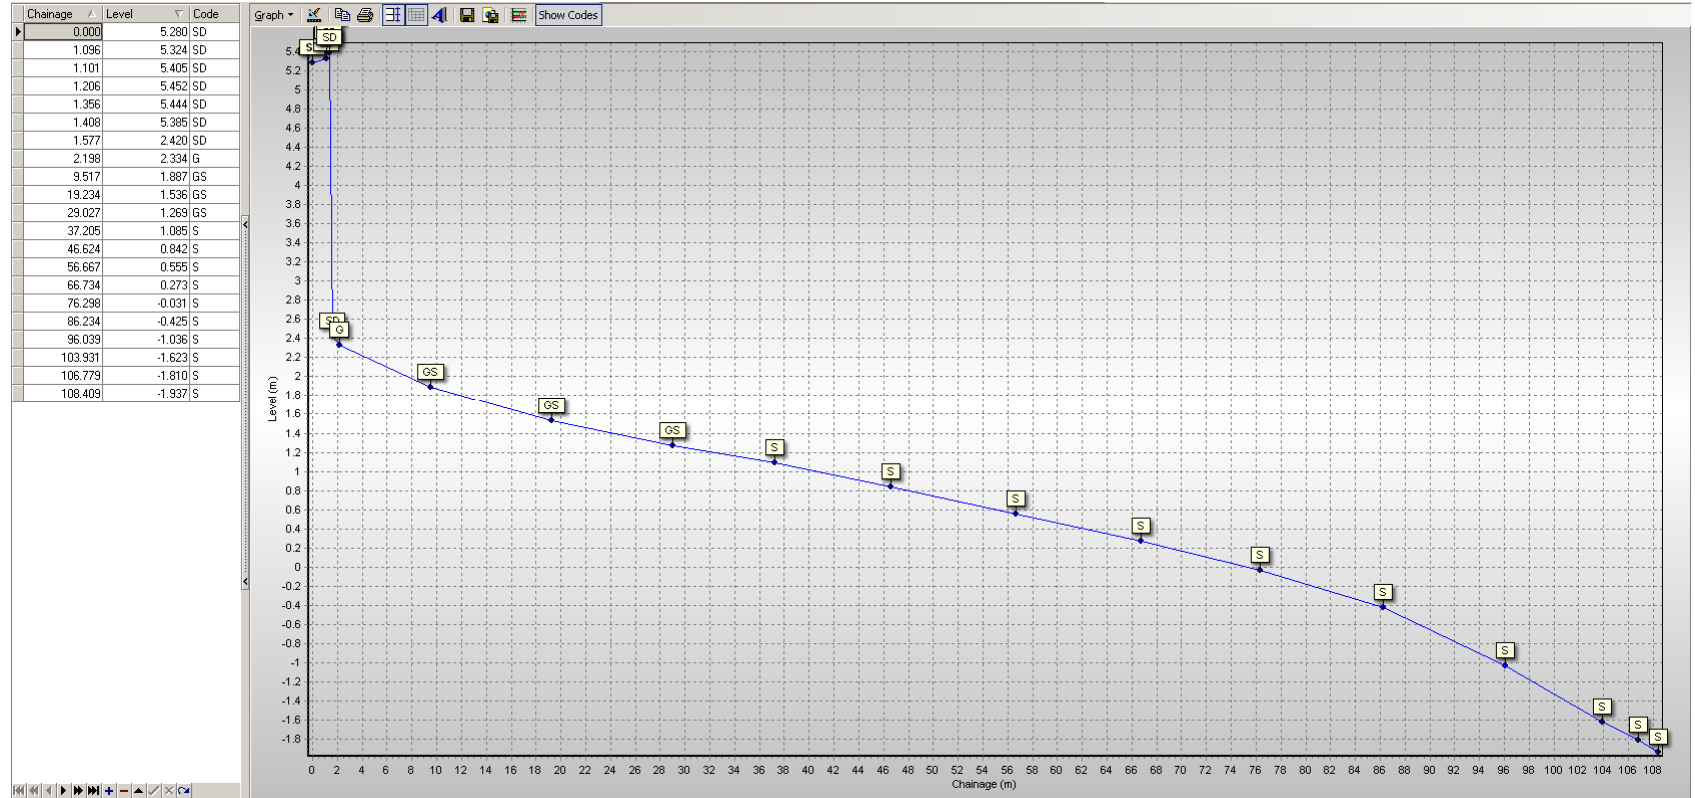 Chainage Level Code
0.000 5.280 SD
1.096 5.324 SD
1.101 5.405 SD
1.206 5.452 SD
1.356 5.444 SD
1.408 5.385 SD
1.577 2.420 SD
2.198 2.334 G
9.517 1.887 GS
19.234 1.536 GS
29.027 1.269 GS
37.205 1.085 S
46.624 0.842 S
56.667 0.555 S
66.734 0.273 S
76.298 -0.031 S
86.234 -0.425 S
96.039 -1.036 S
103.931 -1.623 S
106.779 -1.810 S
108.409 -1.937 S
Graph Show Codes
SD
5.2
5
4.8
4.6
4.4
4.2
4
3.8
3.6
3.4
3.2
3
2.8
2.6
2.4
2.2
2
1.8
1.6
1.4
1.2
1
0.8
0.6
0.4
0.2
0
-0.2
-0.4
-0.6
-0.8
-1
-1.2
-1.4
-1.6
-1.8
Level (m)
SD
G
GS
GS
GS
S
S
S
S
S
S
S
S
S
S
0 2 4 6 8 10 12 14 16 18 20 22 24 26 28 30 32 34 36 38 40 42 44 46 48 50 52 54 56 58 60 62 64 66 68 70 72 74 76 78 80 82 84 86 88 90 92 94 96 98 100 102 104 106 108
Chainage (m)